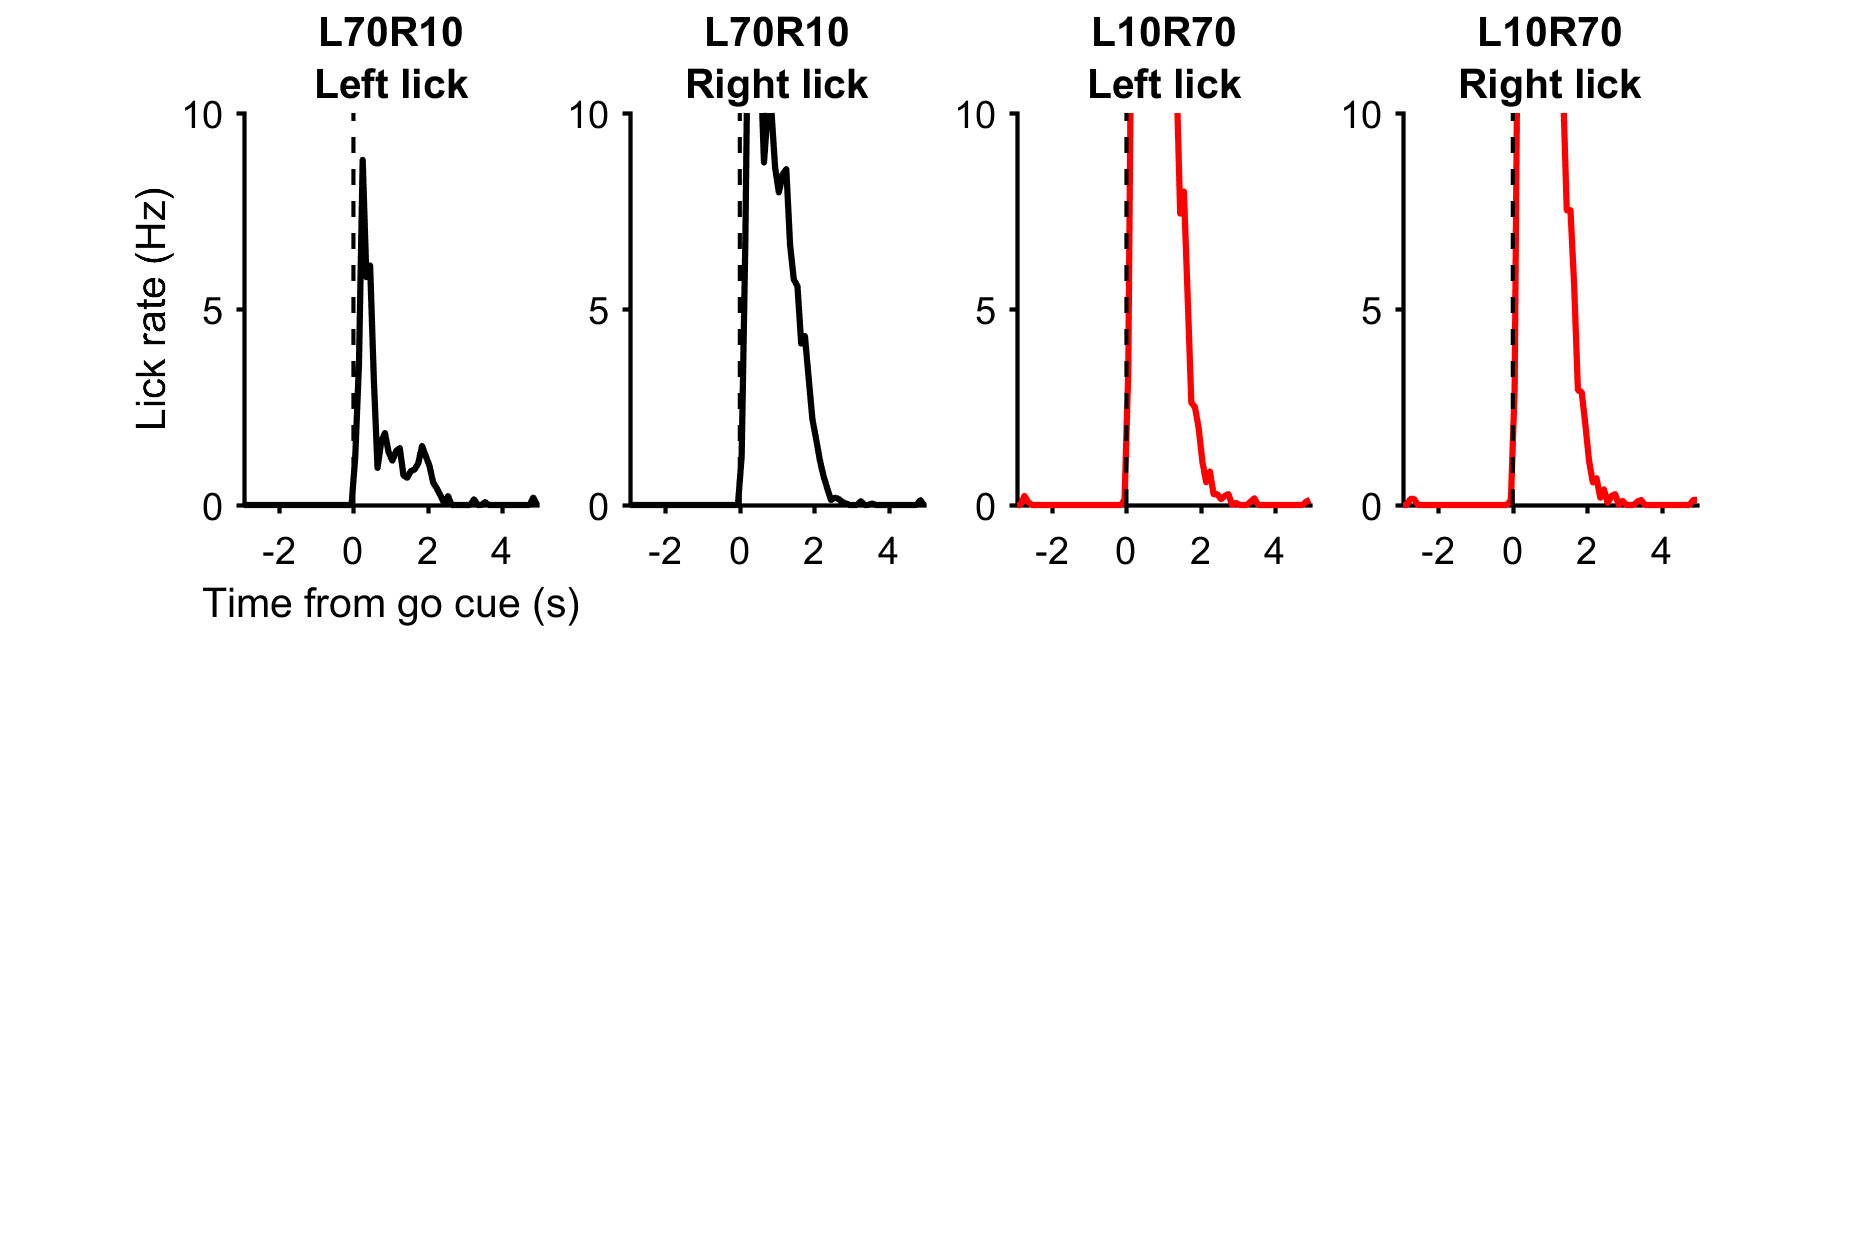 L70R10 L70R10 L10R70 L10R70
Left lick Right lick Left lick Right lick
10 10 10 10
Lick rate (Hz)
5 5 5 5
0 0 0 0
-2 0 2 4 -2 0 2 4 -2 0 2 4 -2 0 2 4
Time from go cue (s)